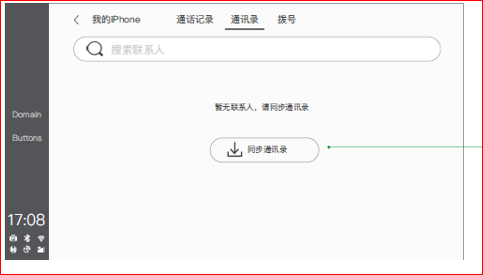 我的iPhone 通话记录 通讯录 拨号
搜索联系人
暂无联系人，请同步通讯录
Domain
Buttons
同步通讯录
17:08